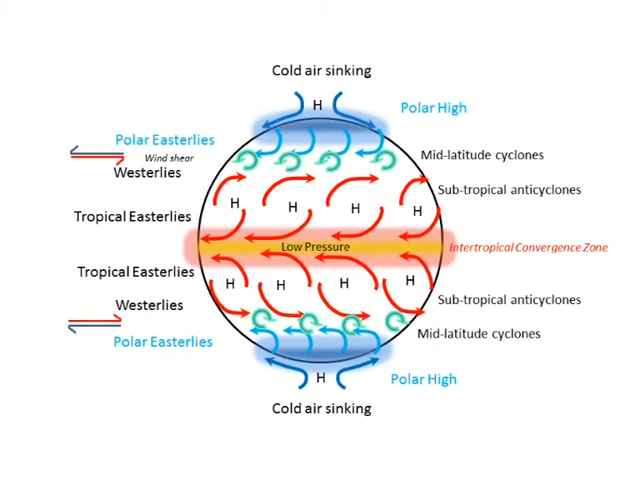 Cold air sinking
H
Polar High
Polar Easterlies
Wind shear
Westerlies
Mid-latitude cyclones
Sub-tropical anticyclones
H H H H
Tropical Easterlies
Low Pressure
Intertropical Convergence Zone
Tropical Easterlies
H H H H
Sub-tropical anticyclones
Westerlies
Mid-latitude cyclones
Polar Easterlies
H
Polar High
Cold air sinking